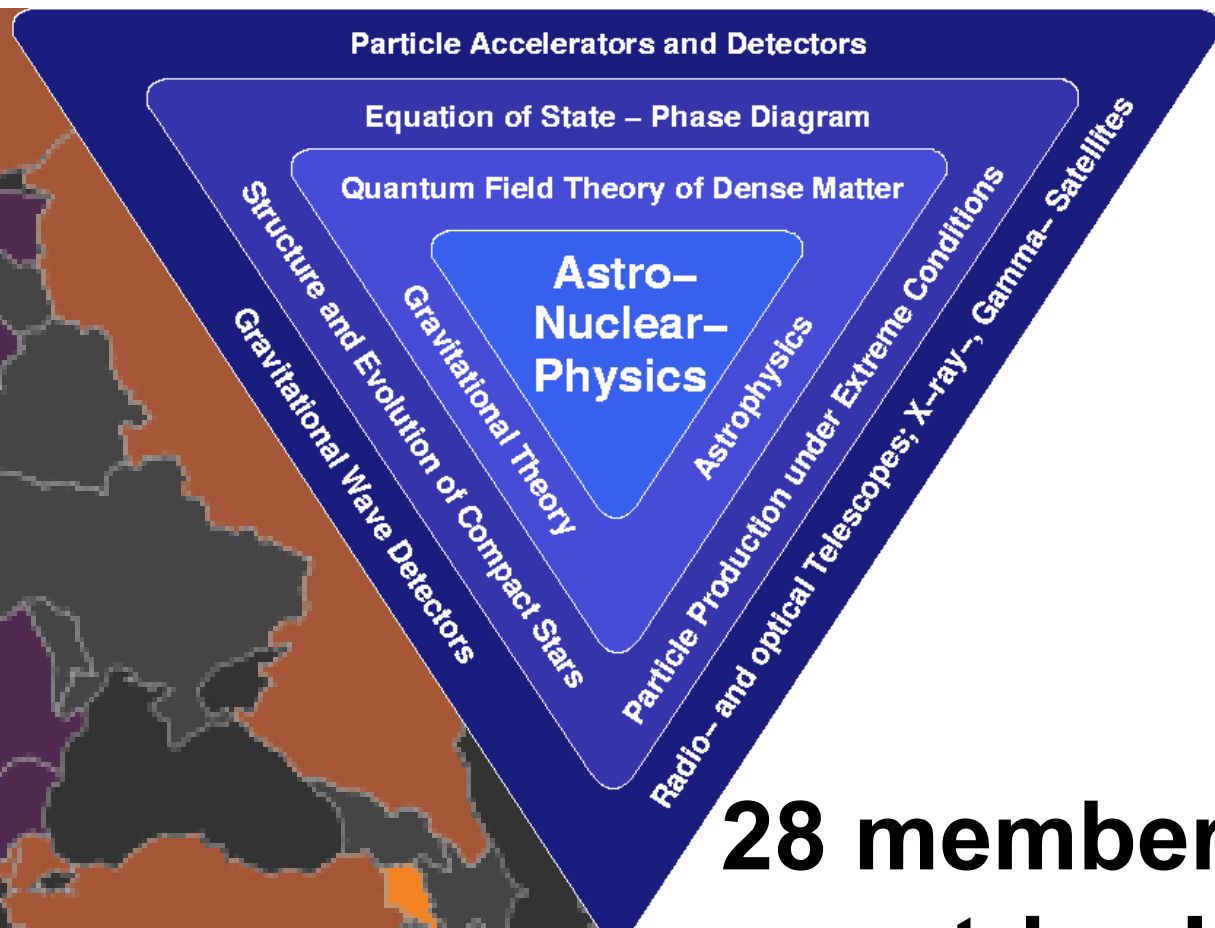 Particle Accelerators and Detectors
Equation of State – Phase Diagram
Quantum Field Theory of Dense Matter
Astro–
Nuclear–
Physics
Gravitational Theory
Astrophysics
Structure and Evolution of Compact Stars
Particle Production under Extreme Conditions
Gravitational Wave Detectors
Radio– and optical Telescopes; X–ray–, Gamma– Satellites
28 member